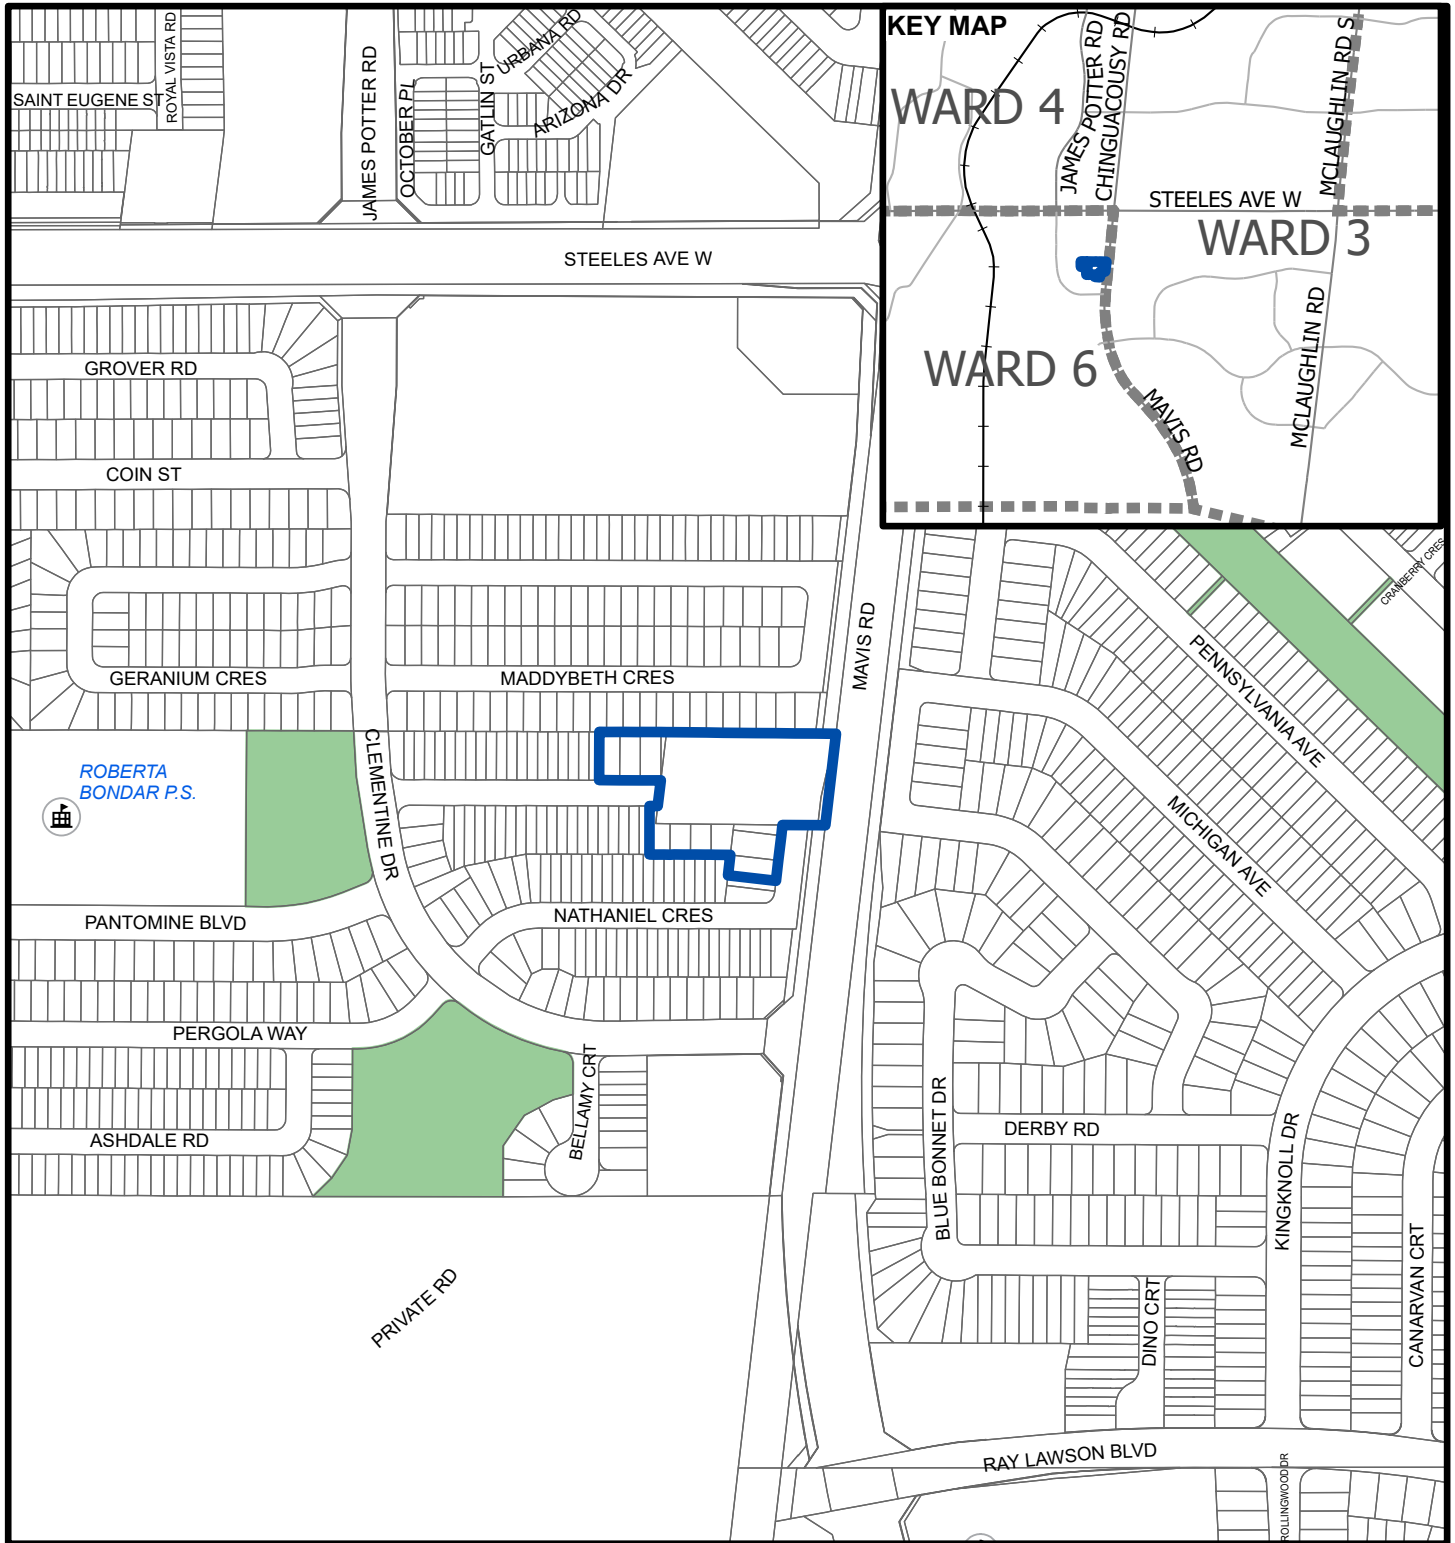 KEY MAP
WARD 4
JAMES POTTER RD
CHINGUACOUSY RD
MCLAUGHLIN RD S
STEELES AVE W
WARD 3
WARD 6
MAVIS RD
MCLAUGHLIN RD
ROYAL VISTA RD
SAINT EUGENE ST
JAMES POTTER RD
OCTOBER PL
GATLIN ST
URBANA RD
ARIZONA DR
STEELES AVE W
GROVER RD
COIN ST
GERANIUM CRES
MADDYBETH CRES
MAVIS RD
CRANBERRY CRES
PENNSYLVANIA AVE
MICHIGAN AVE
ROBERTA
BONDAR P.S.
CLEMENTINE DR
PANTOMINE BLVD
NATHANIEL CRES
PERGOLA WAY
BELLAMY CRT
ASHDALE RD
BLUE BONNET DR
DERBY RD
KINGKNOLL DR
CANARVAN CRT
DINO CRT
PRIVATE RD
RAY LAWSON BLVD
ROLLINGWOOD DR